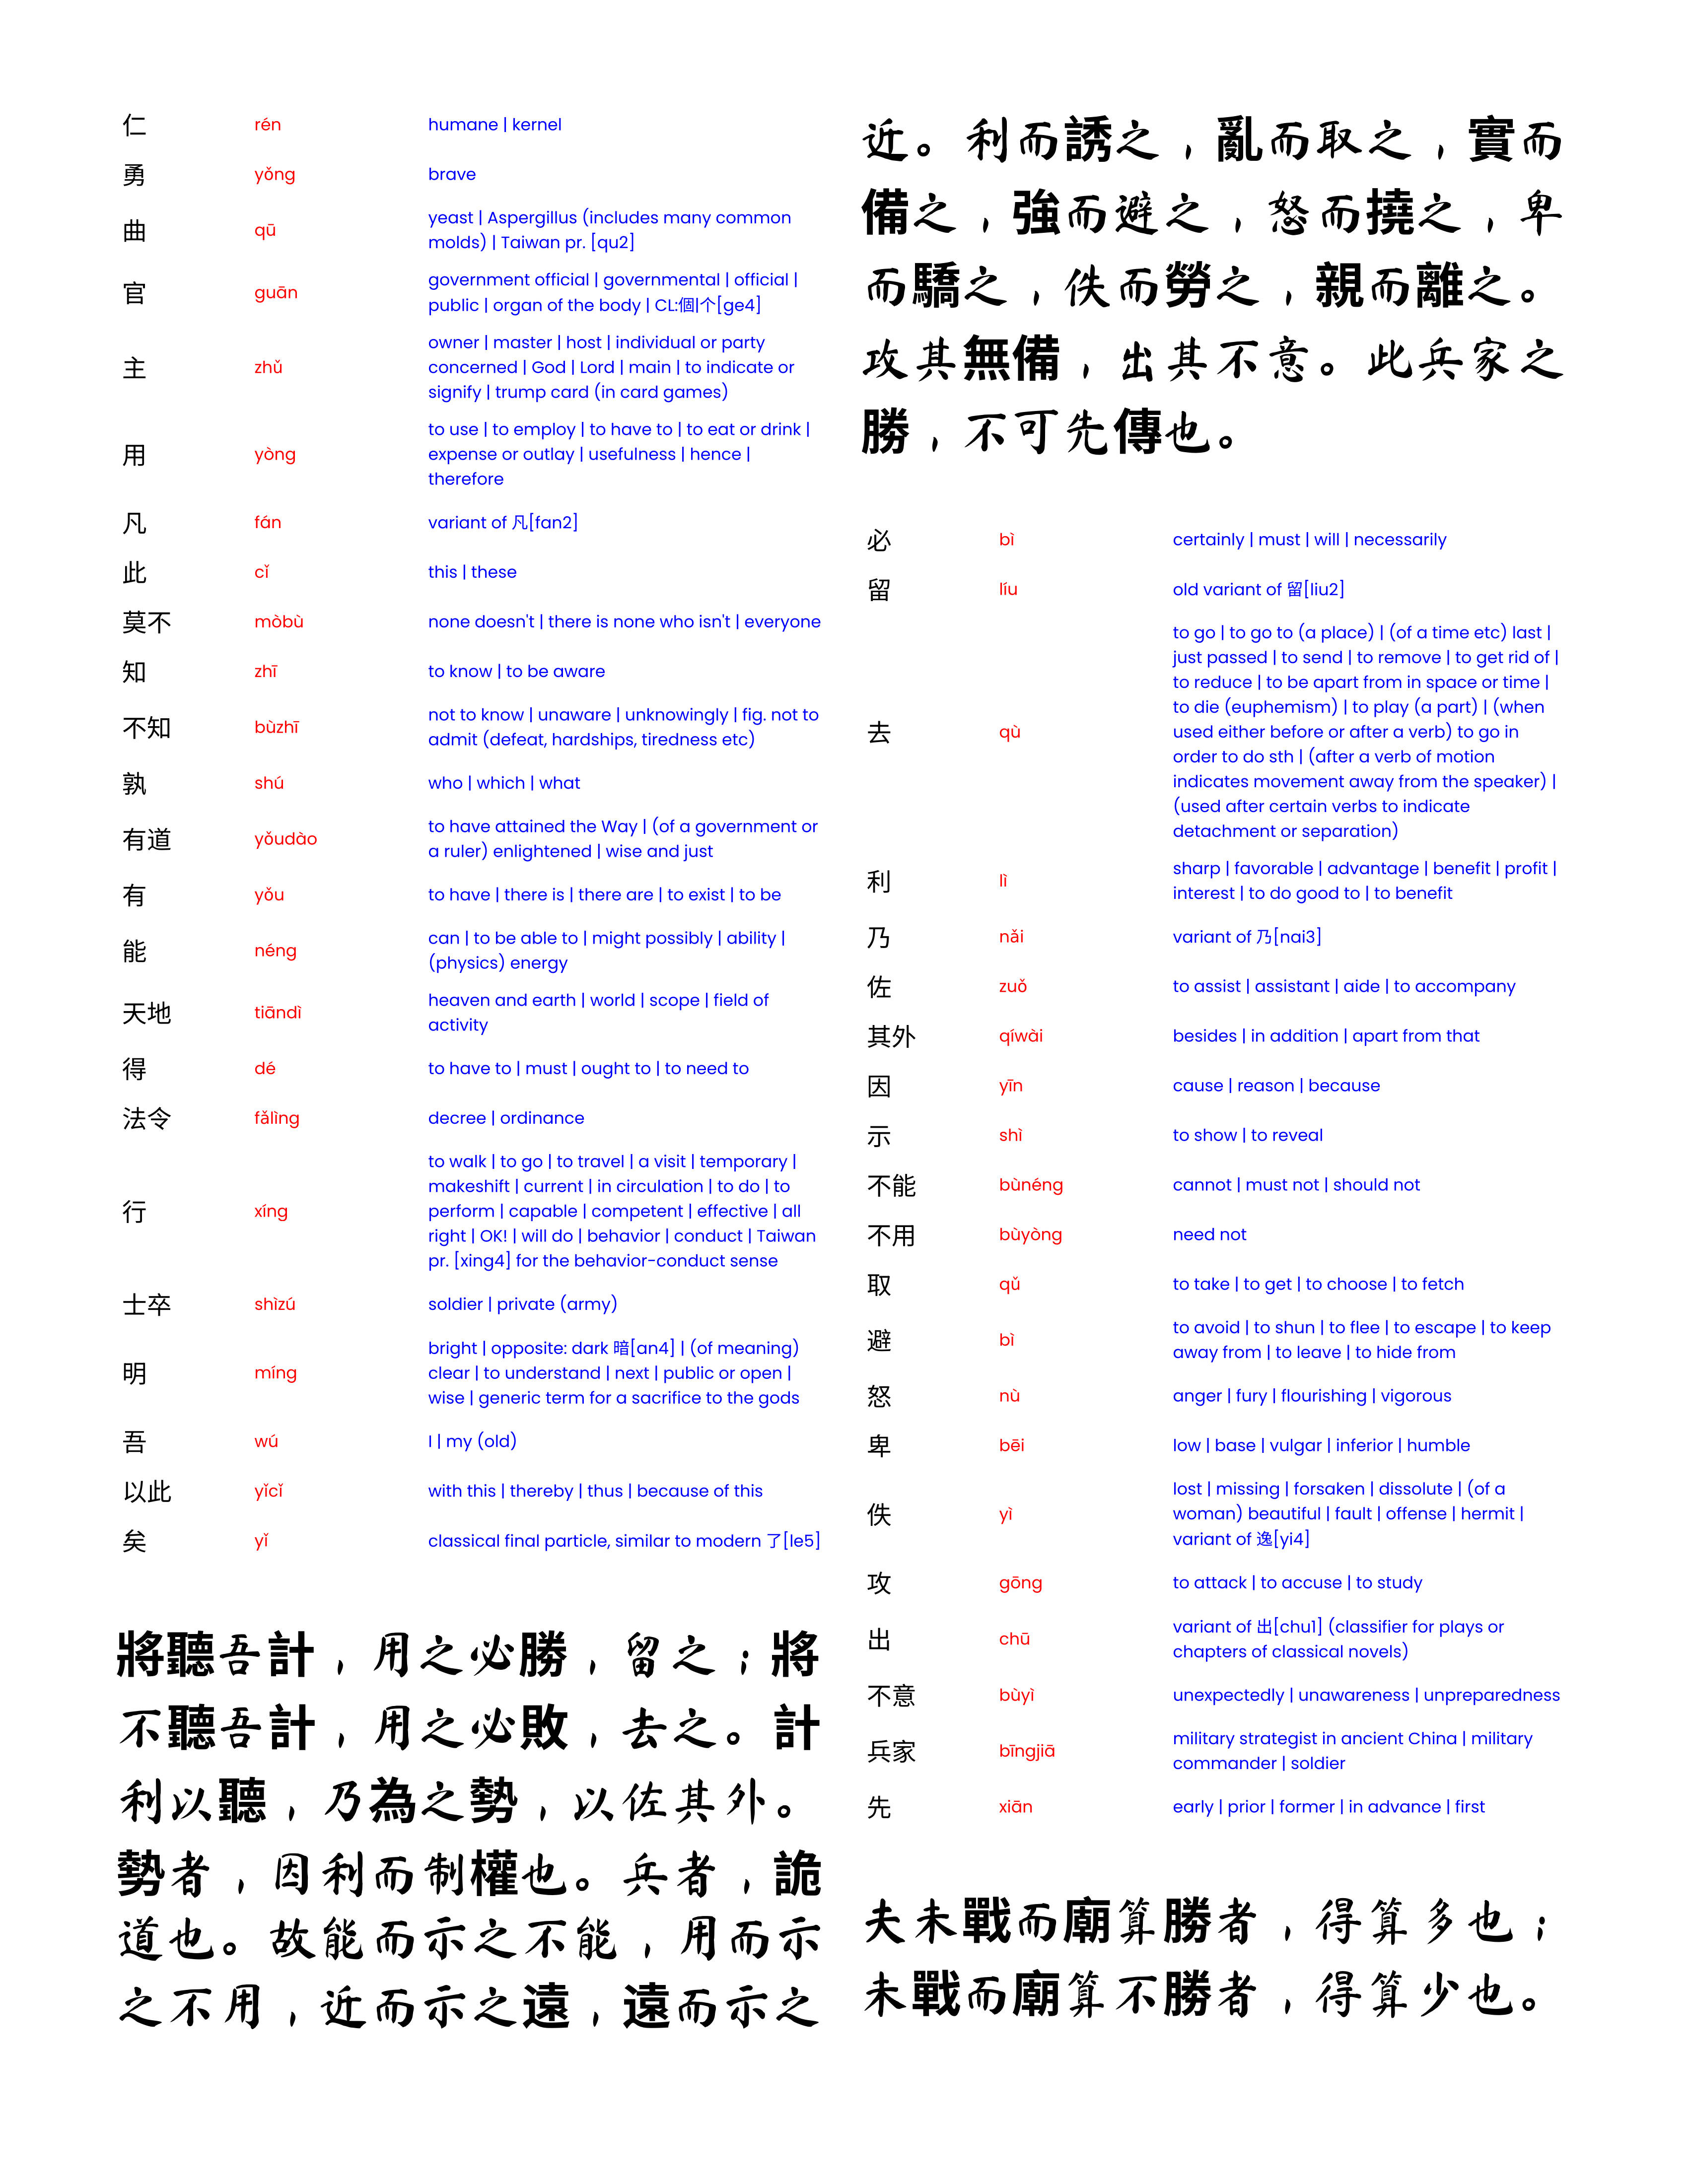 仁 rén humane | kernel
勇 yǒng brave
曲 qū yeast | Aspergillus (includes many common
molds) | Taiwan pr. [qu2]
官 guān government official | governmental | official |
public | organ of the body | CL:個|个[ge4]
主 zhǔ owner | master | host | individual or party
concerned | God | Lord | main | to indicate or
signify | trump card (in card games)
用 yòng to use | to employ | to have to | to eat or drink |
expense or outlay | usefulness | hence |
therefore
凡 fán variant of 凡[fan2]
此 cǐ this | these
莫不 mòbù none doesn't | there is none who isn't | everyone
知 zhī to know | to be aware
不知 bùzhī not to know | unaware | unknowingly | fig. not to
admit (defeat, hardships, tiredness etc)
孰 shú who | which | what
有道 yǒudào to have attained the Way | (of a government or
a ruler) enlightened | wise and just
有 yǒu to have | there is | there are | to exist | to be
能 néng can | to be able to | might possibly | ability |
(physics) energy
天地 tiāndì heaven and earth | world | scope | field of
activity
得 dé to have to | must | ought to | to need to
法令 fǎlìng decree | ordinance
行 xíng to walk | to go | to travel | a visit | temporary |
makeshift | current | in circulation | to do | to
perform | capable | competent | effective | all
right | OK! | will do | behavior | conduct | Taiwan
pr. [xing4] for the behavior-conduct sense
士卒 shìzú soldier | private (army)
明 míng bright | opposite: dark 暗[an4] | (of meaning)
clear | to understand | next | public or open |
wise | generic term for a sacrifice to the gods
吾 wú I | my (old)
以此 yǐcǐ with this | thereby | thus | because of this
矣 yǐ classical final particle, similar to modern 了[le5]
將聽吾計，用之必勝，留之；將
不聽吾計，用之必敗，去之。計
利以聽，乃為之勢，以佐其外。
勢者，因利而制權也。兵者，詭
道也。故能而示之不能，用而示
之不用，近而示之遠，遠而示之
近。利而誘之，亂而取之，實而
備之，強而避之，怒而撓之，卑
而驕之，佚而勞之，親而離之。
攻其無備，出其不意。此兵家之
勝，不可先傳也。
必 bì certainly | must | will | necessarily
留 líu old variant of 留[liu2]
去 qù to go | to go to (a place) | (of a time etc) last |
just passed | to send | to remove | to get rid of |
to reduce | to be apart from in space or time |
to die (euphemism) | to play (a part) | (when
used either before or after a verb) to go in
order to do sth | (after a verb of motion
indicates movement away from the speaker) |
(used after certain verbs to indicate
detachment or separation)
利 lì sharp | favorable | advantage | benefit | profit |
interest | to do good to | to benefit
乃 nǎi variant of 乃[nai3]
佐 zuǒ to assist | assistant | aide | to accompany
其外 qíwài besides | in addition | apart from that
因 yīn cause | reason | because
示 shì to show | to reveal
不能 bùnéng cannot | must not | should not
不用 bùyòng need not
取 qǔ to take | to get | to choose | to fetch
避 bì to avoid | to shun | to flee | to escape | to keep
away from | to leave | to hide from
怒 nù anger | fury | flourishing | vigorous
卑 bēi low | base | vulgar | inferior | humble
佚 yì lost | missing | forsaken | dissolute | (of a
woman) beautiful | fault | offense | hermit |
variant of 逸[yi4]
攻 gōng to attack | to accuse | to study
出 chū variant of 出[chu1] (classifier for plays or
chapters of classical novels)
不意 bùyì unexpectedly | unawareness | unpreparedness
兵家 bīngjiā military strategist in ancient China | military
commander | soldier
先 xiān early | prior | former | in advance | first
夫未戰而廟算勝者，得算多也；
未戰而廟算不勝者，得算少也。